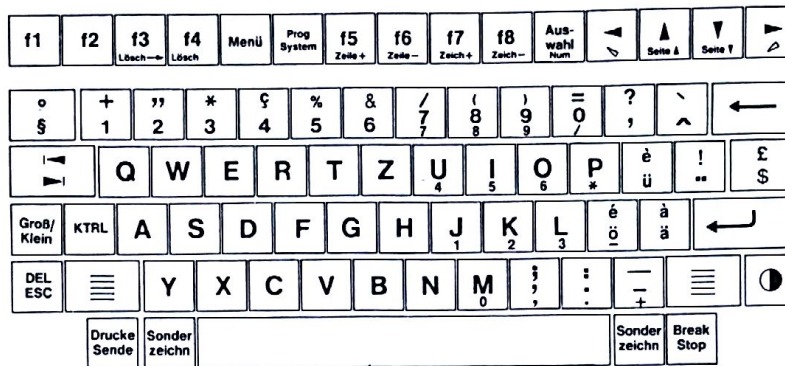 f1 f2 f3 f4 Menü Prog f5 f6 f7 f8 Aus-
Lösch Lösch System Zeile + Zeile – Zeich + Zeich – wahl Seite Seite
Num
° + " * ç % & / ( ) = ? `
§ 1 2 3 4 5 6 7 8 9 0 ' ^
7 8 9 /
Q W E R T Z U I O P è ! £
4 5 6 * ü ¨ $
Groß/ KTRL A S D F G H J K L é à
Klein 1 2 3 ö ä
DEL Y X C V B N M ; : —
ESC 0 , . –
, . +
Drucke Sonder Sonder Break
Sende zeichn zeichn Stop